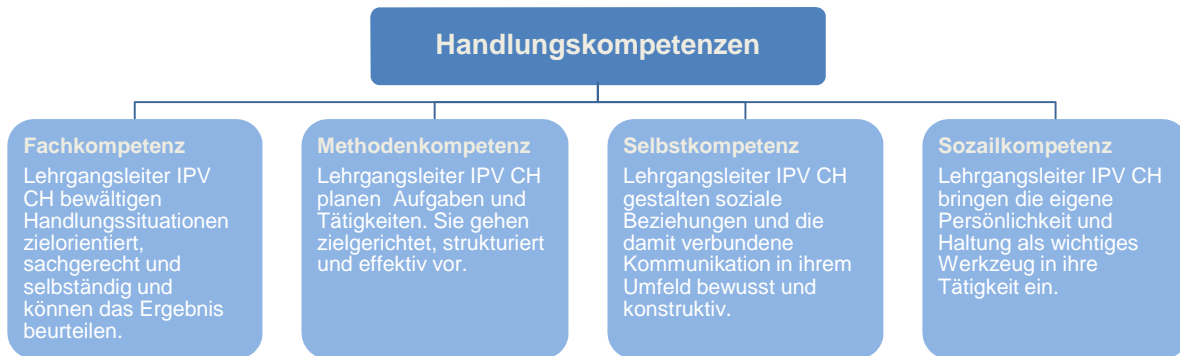 Handlungskompetenzen
Fachkompetenz
Lehrgangsleiter IPV
CH bewältigen
Handlungssituationen
zielorientiert,
sachgerecht und
selbständig und
können das Ergebnis
beurteilen.
Methodenkompetenz
Lehrgangsleiter IPV CH
planen Aufgaben und
Tätigkeiten. Sie gehen
zielgerichtet, strukturiert
und effektiv vor.
Selbstkompetenz
Lehrgangsleiter IPV CH
gestalten soziale
Beziehungen und die
damit verbundene
Kommunikation in ihrem
Umfeld bewusst und
konstruktiv.
Sozailkompetenz
Lehrgangsleiter IPV CH
bringen die eigene
Persönlichkeit und
Haltung als wichtiges
Werkzeug in ihre
Tätigkeit ein.